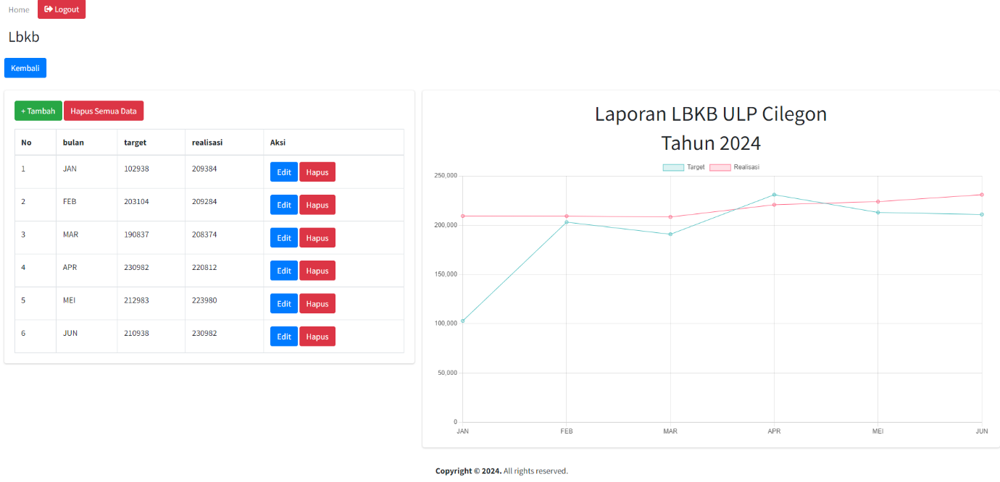 Home Logout
Lbkb
Kembali
+ Tambah Hapus Semua Data
No bulan target realisasi Aksi
1 JAN 102938 209384 Edit Hapus
2 FEB 203104 209284 Edit Hapus
3 MAR 190837 208374 Edit Hapus
4 APR 230982 220812 Edit Hapus
5 MEI 212983 223980 Edit Hapus
6 JUN 210938 230982 Edit Hapus
Laporan LBKB ULP Cilegon
Tahun 2024
Target Realisasi
250,000
200,000
150,000
100,000
50,000
0
JAN FEB MAR APR MEI JUN
Copyright © 2024. All rights reserved.